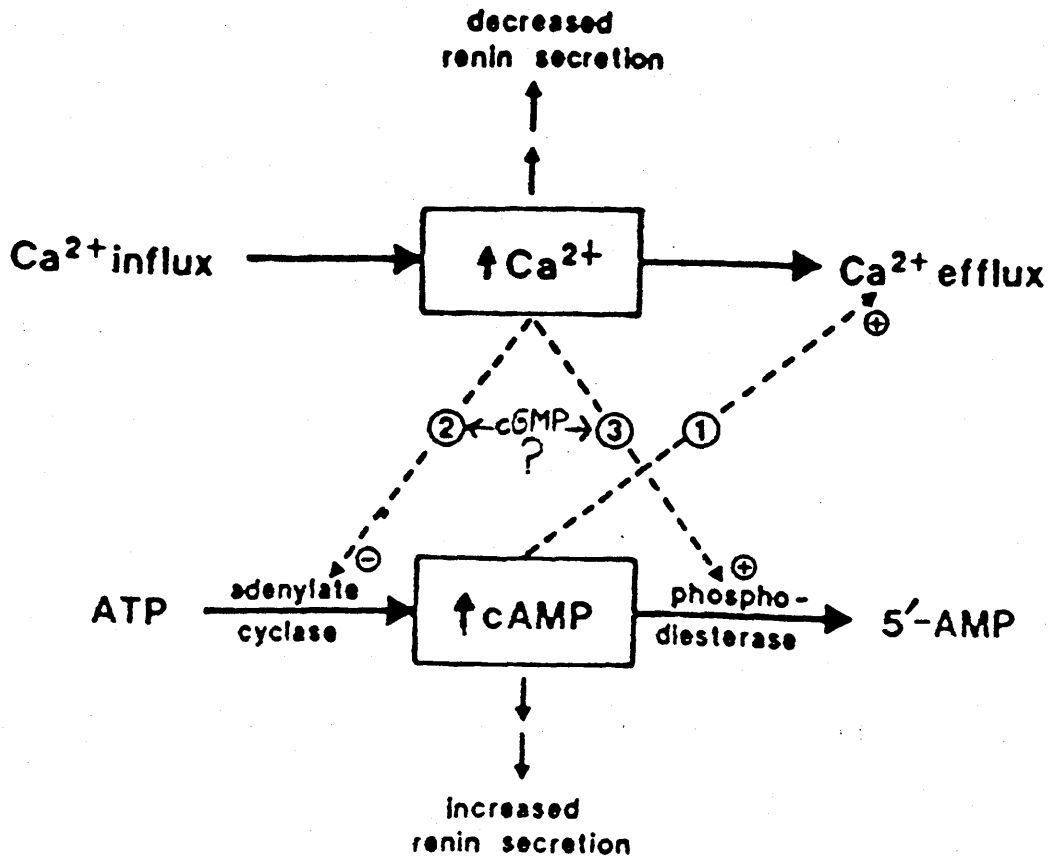 decreased
renin secretion
Ca²⁺ influx
↑ Ca²⁺
Ca²⁺ efflux
⊕
② ←cGMP→ ③ ①
?
⊖
⊕
ATP
adenylate
cyclase
↑ cAMP
phospho-
diesterase
5′-AMP
increased
renin secretion